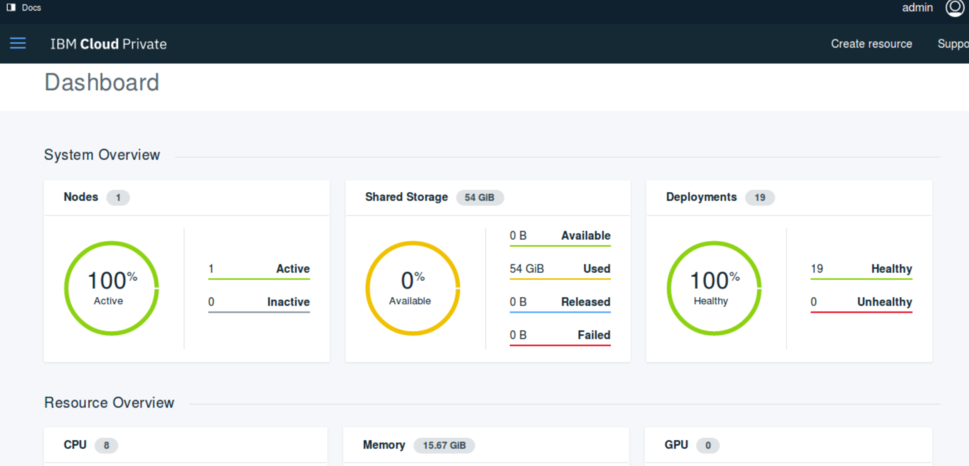 Docs
admin
IBM Cloud Private
Create resource
Suppo
Dashboard
System Overview
Nodes 1
100%
Active
1 Active
0 Inactive
Shared Storage 54 GiB
0%
Available
0 B Available
54 GiB Used
0 B Released
0 B Failed
Deployments 19
100%
Healthy
19 Healthy
0 Unhealthy
Resource Overview
CPU 8
Memory 15.67 GiB
GPU 0